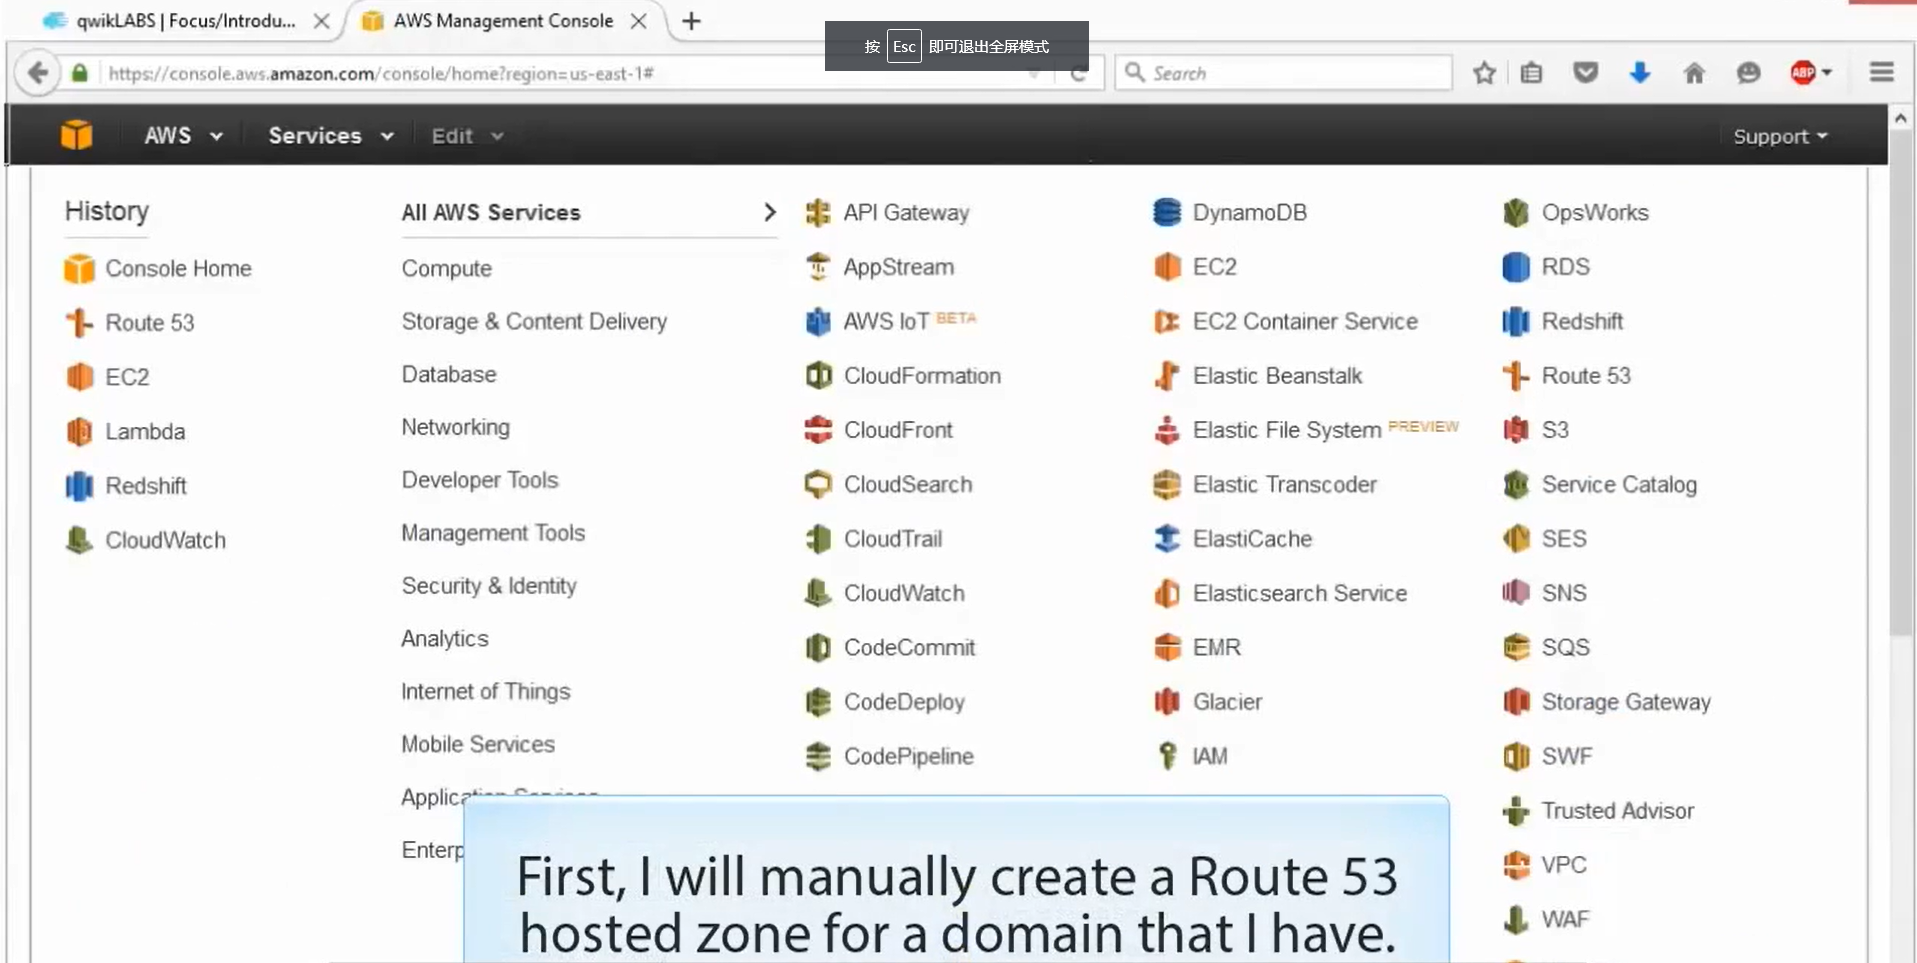 qwikLABS | Focus/Introdu...
AWS Management Console
按 Esc 即可退出全屏模式
https://console.aws.amazon.com/console/home?region=us-east-1#
Search
ABP
AWS
Services
Edit
Support
History
Console Home
Route 53
EC2
Lambda
Redshift
CloudWatch
All AWS Services
Compute
Storage & Content Delivery
Database
Networking
Developer Tools
Management Tools
Security & Identity
Analytics
Internet of Things
Mobile Services
Application Services
Enterp
API Gateway
AppStream
AWS IoT BETA
CloudFormation
CloudFront
CloudSearch
CloudTrail
CloudWatch
CodeCommit
CodeDeploy
CodePipeline
DynamoDB
EC2
EC2 Container Service
Elastic Beanstalk
Elastic File System PREVIEW
Elastic Transcoder
ElastiCache
Elasticsearch Service
EMR
Glacier
IAM
OpsWorks
RDS
Redshift
Route 53
S3
Service Catalog
SES
SNS
SQS
Storage Gateway
SWF
Trusted Advisor
VPC
WAF
First, I will manually create a Route 53
hosted zone for a domain that I have.